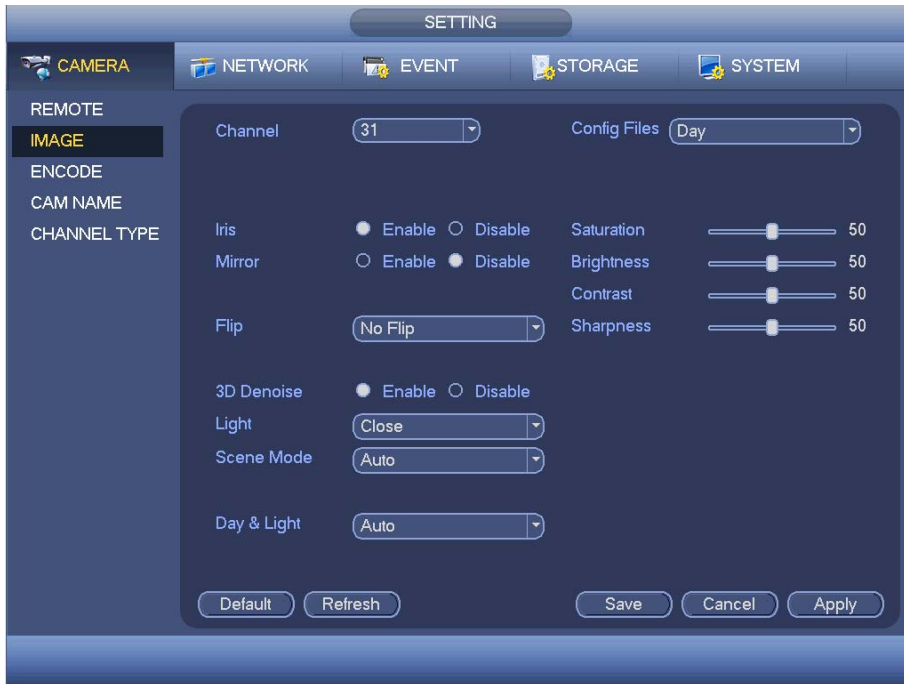 SETTING
CAMERA NETWORK EVENT STORAGE SYSTEM
REMOTE
IMAGE
ENCODE
CAM NAME
CHANNEL TYPE
Channel 31 Config Files Day
Iris Enable Disable Saturation 50
Mirror Enable Disable Brightness 50
Contrast 50
Flip No Flip Sharpness 50
3D Denoise Enable Disable
Light Close
Scene Mode Auto
Day & Light Auto
Default Refresh Save Cancel Apply